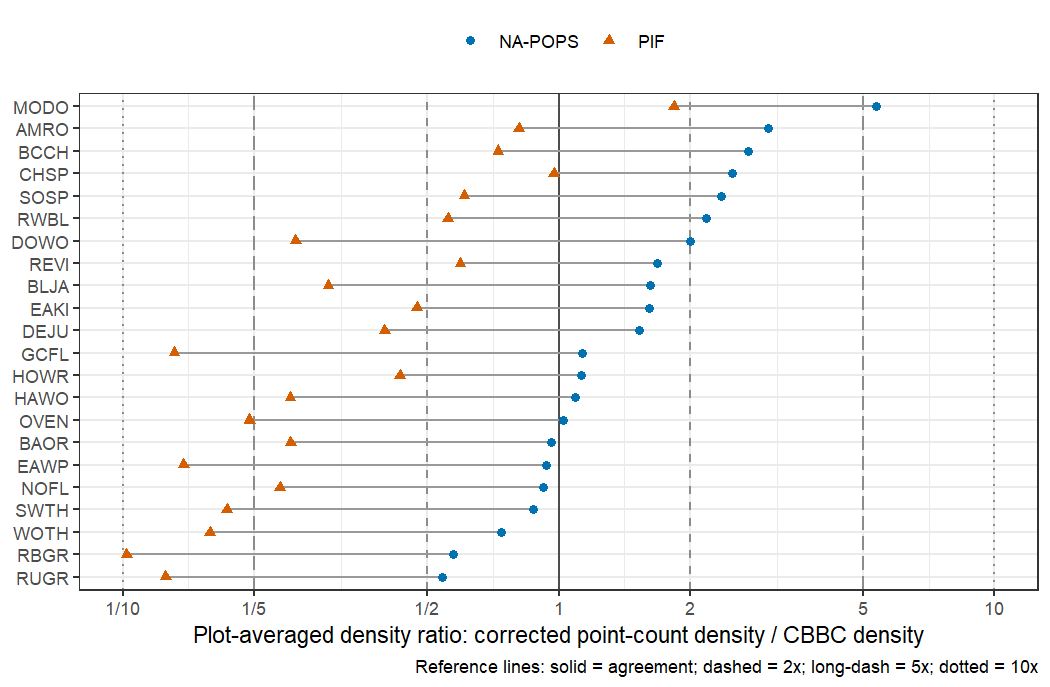 NA-POPS PIF
MODO
AMRO
BCCH
CHSP
SOSP
RWBL
DOWO
REVI
BLJA
EAKI
DEJU
GCFL
HOWR
HAWO
OVEN
BAOR
EAWP
NOFL
SWTH
WOTH
RBGR
RUGR
1/10 1/5 1/2 1 2 5 10
Plot-averaged density ratio: corrected point-count density / CBBC density
Reference lines: solid = agreement; dashed = 2x; long-dash = 5x; dotted = 10x